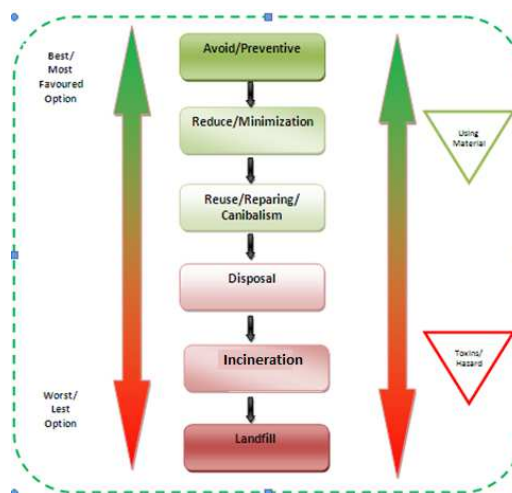 Best/
Most
Favoured
Option
Avoid/Preventive
Reduce/Minimization
Using
Material
Reuse/Reparing/
Canibalism
Disposal
Incineration
Toxins/
Hazard
Worst/
Lest
Option
Landfill